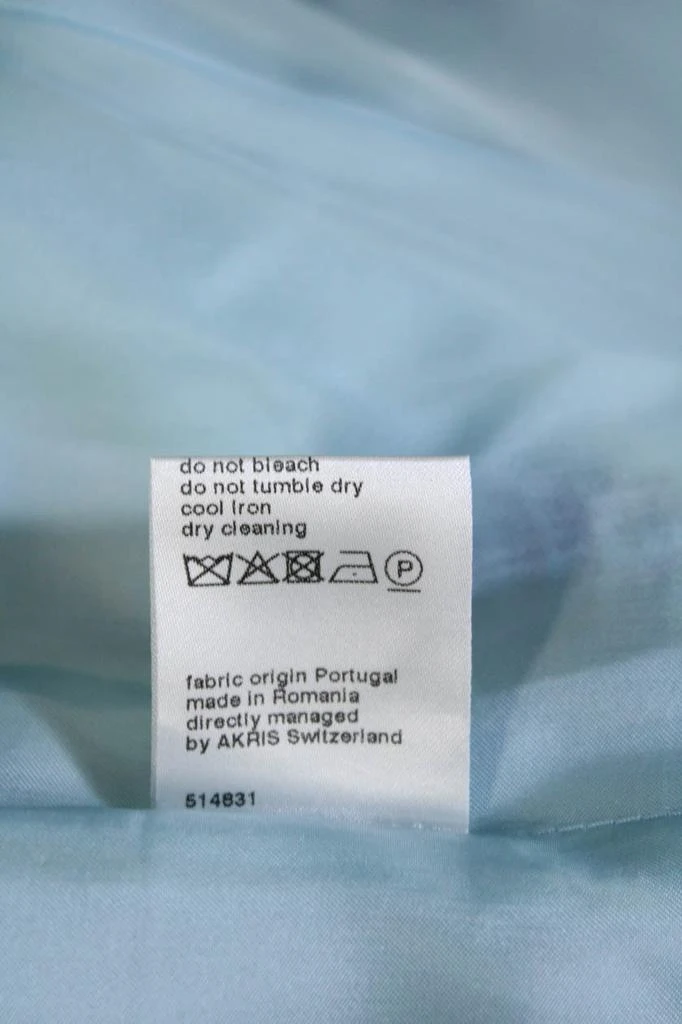 do not bleach
do not tumble dry
cool iron
dry cleaning
P
fabric origin Portugal
made in Romania
directly managed
by AKRIS Switzerland
514831